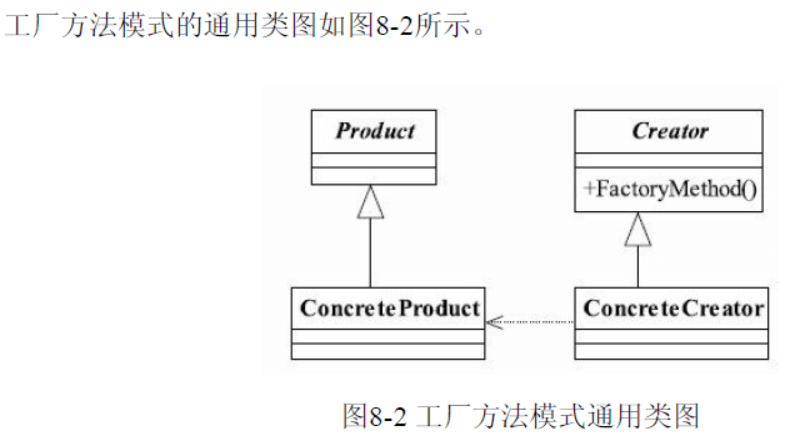 工厂方法模式的通用类图如图8-2所示。
Product
Creator
+FactoryMethod()
ConcreteProduct
ConcreteCreator
图8-2 工厂方法模式通用类图